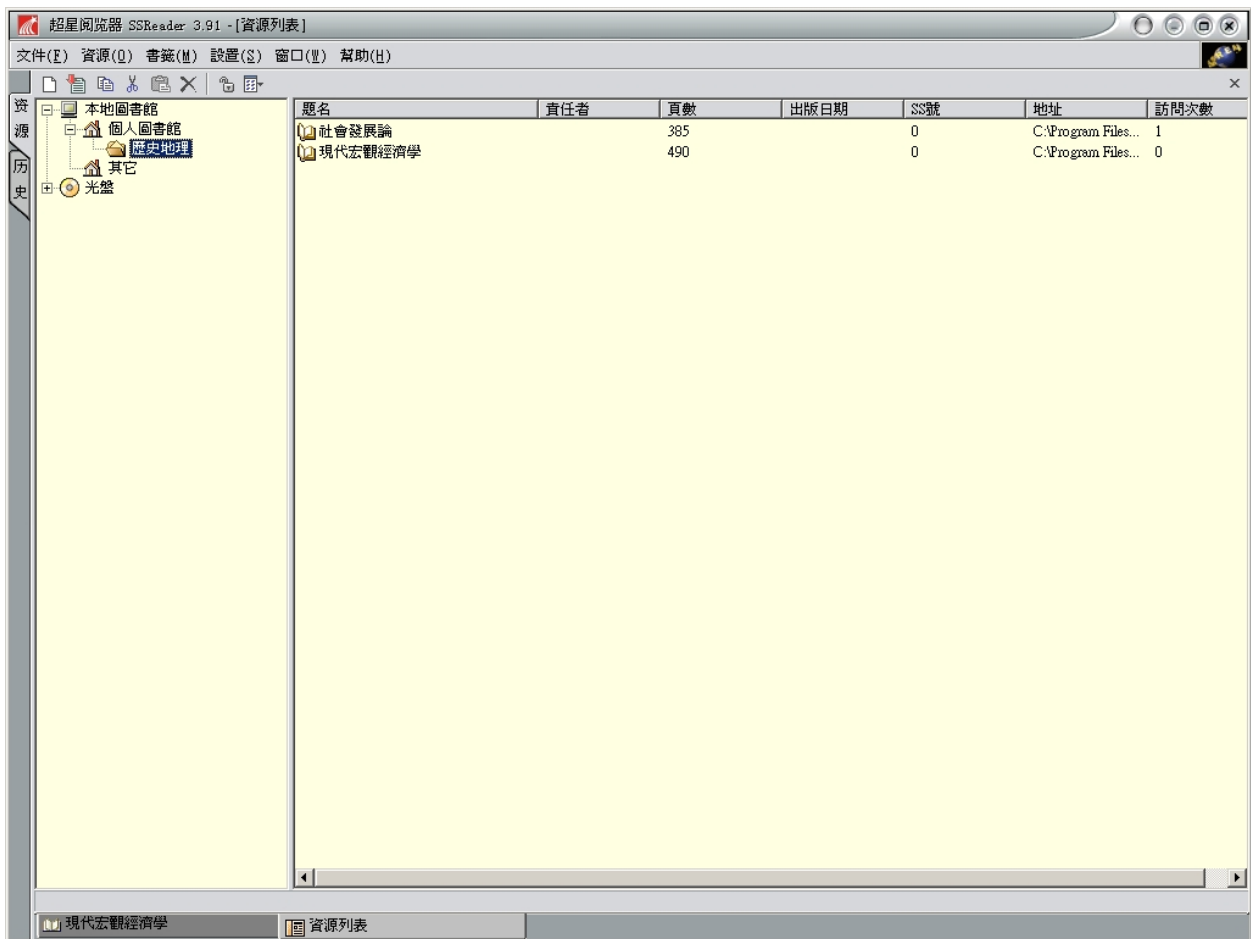 超星阅览器 SSReader 3.91 -[資源列表]
文件(F) 資源(O) 書籤(M) 設置(S) 窗口(W) 幫助(H)
资源
历史
本地圖書館
個人圖書館
歷史地理
其它
光盤
題名 責任者 頁數 出版日期 SS號 地址 訪問次數
社會發展論 385 0 C:\Program Files... 1
現代宏觀經濟學 490 0 C:\Program Files... 0
現代宏觀經濟學 資源列表